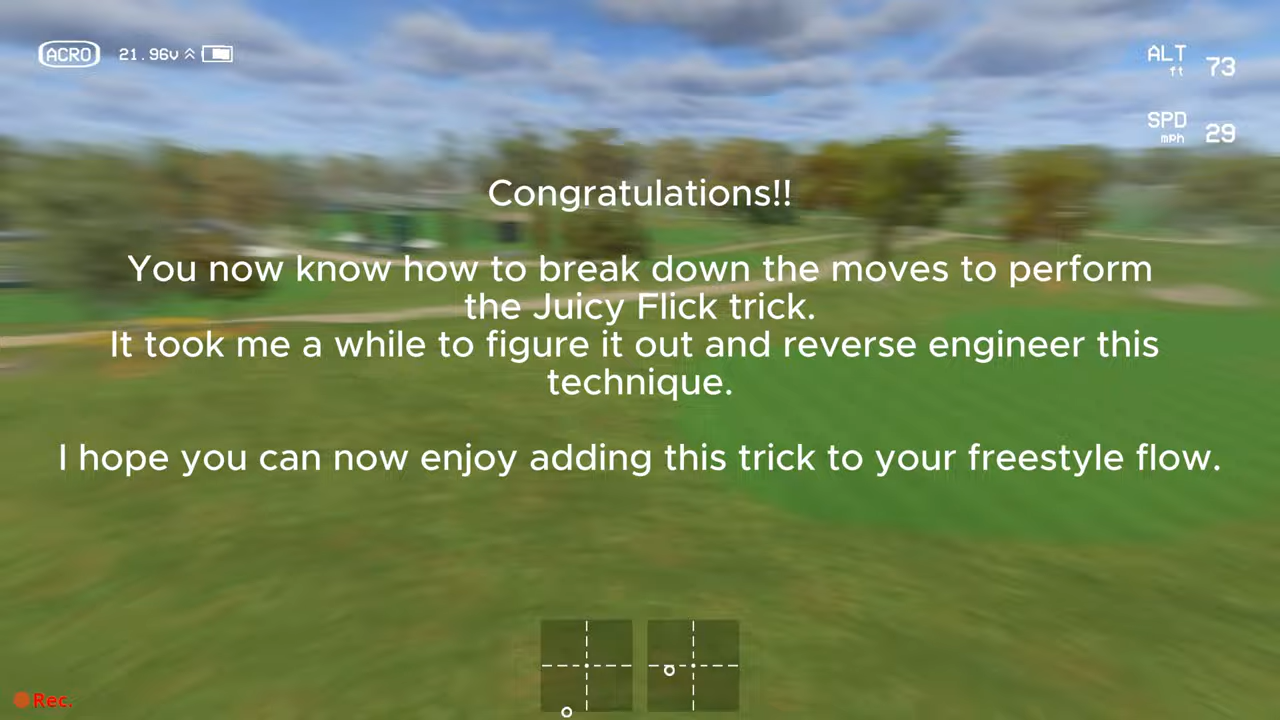 ACRO 21.96v
ALT ft 73
SPD mph 29
Congratulations!!
You now know how to break down the moves to perform
the Juicy Flick trick.
It took me a while to figure it out and reverse engineer this
technique.
I hope you can now enjoy adding this trick to your freestyle flow.
Rec.